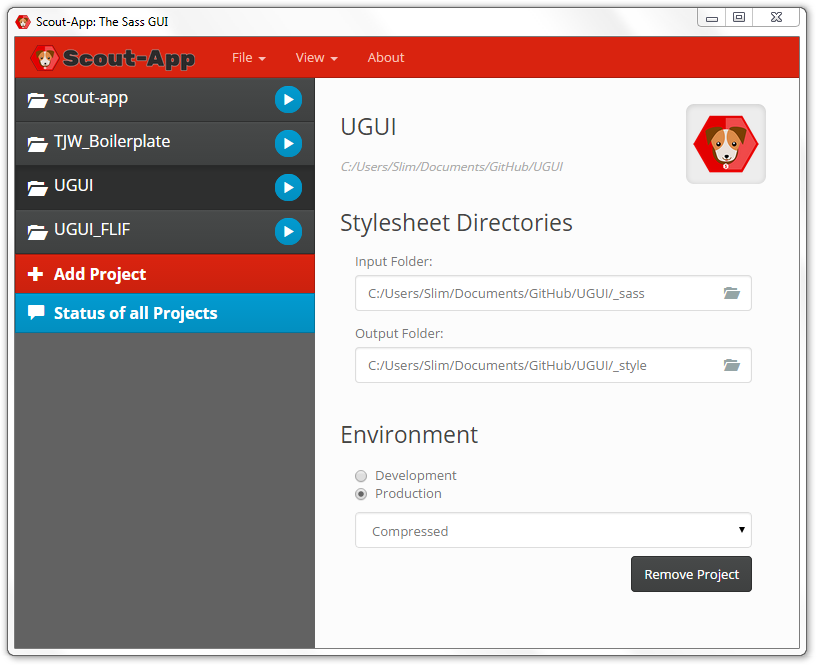 Scout-App: The Sass GUI
Scout-App File View About
scout-app
TJW_Boilerplate
UGUI
UGUI_FLIF
Add Project
Status of all Projects
UGUI
C:/Users/Slim/Documents/GitHub/UGUI
Stylesheet Directories
Input Folder:
C:/Users/Slim/Documents/GitHub/UGUI/_sass
Output Folder:
C:/Users/Slim/Documents/GitHub/UGUI/_style
Environment
Development
Production
Compressed
Remove Project